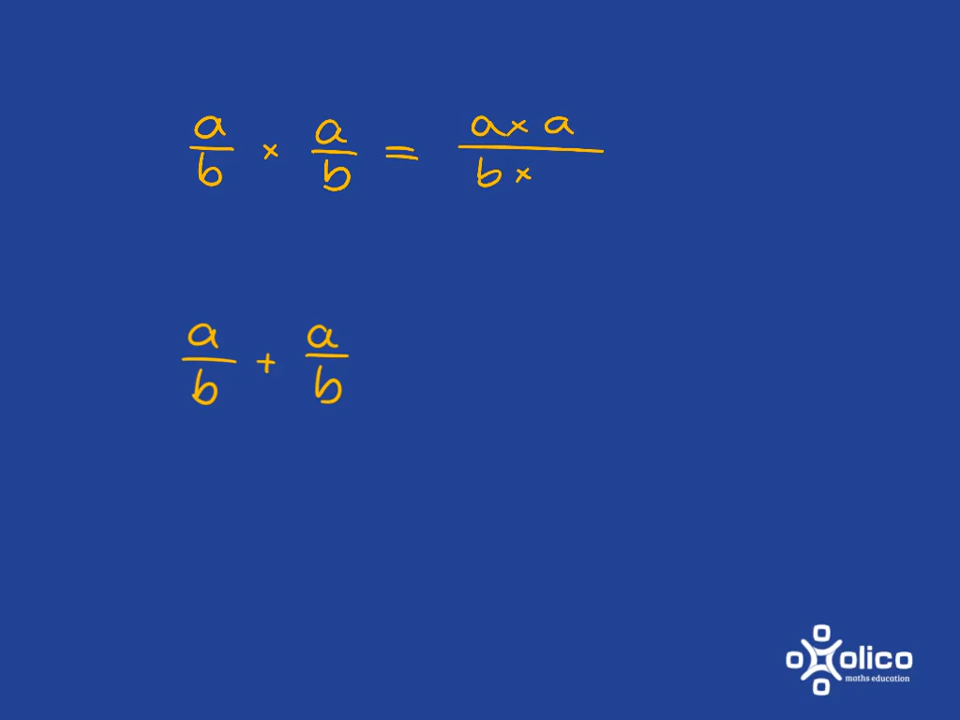 a/b × a/b = a × a / b ×
a/b + a/b
olico
maths education